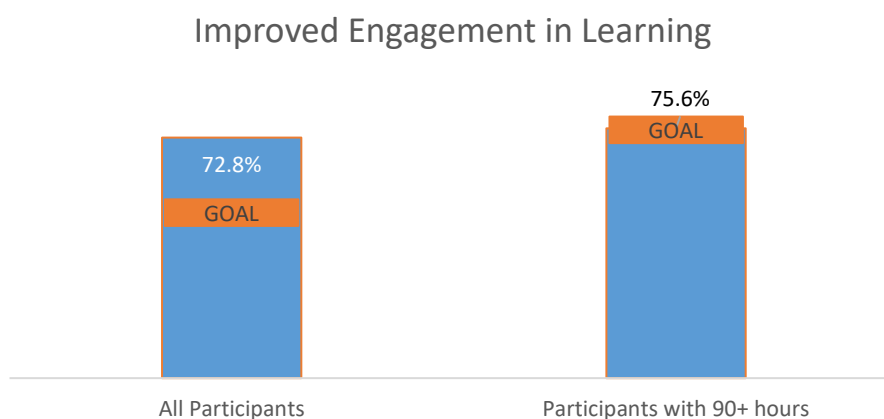 Improved Engagement in Learning
75.6%
GOAL
72.8%
GOAL
All Participants
Participants with 90+ hours